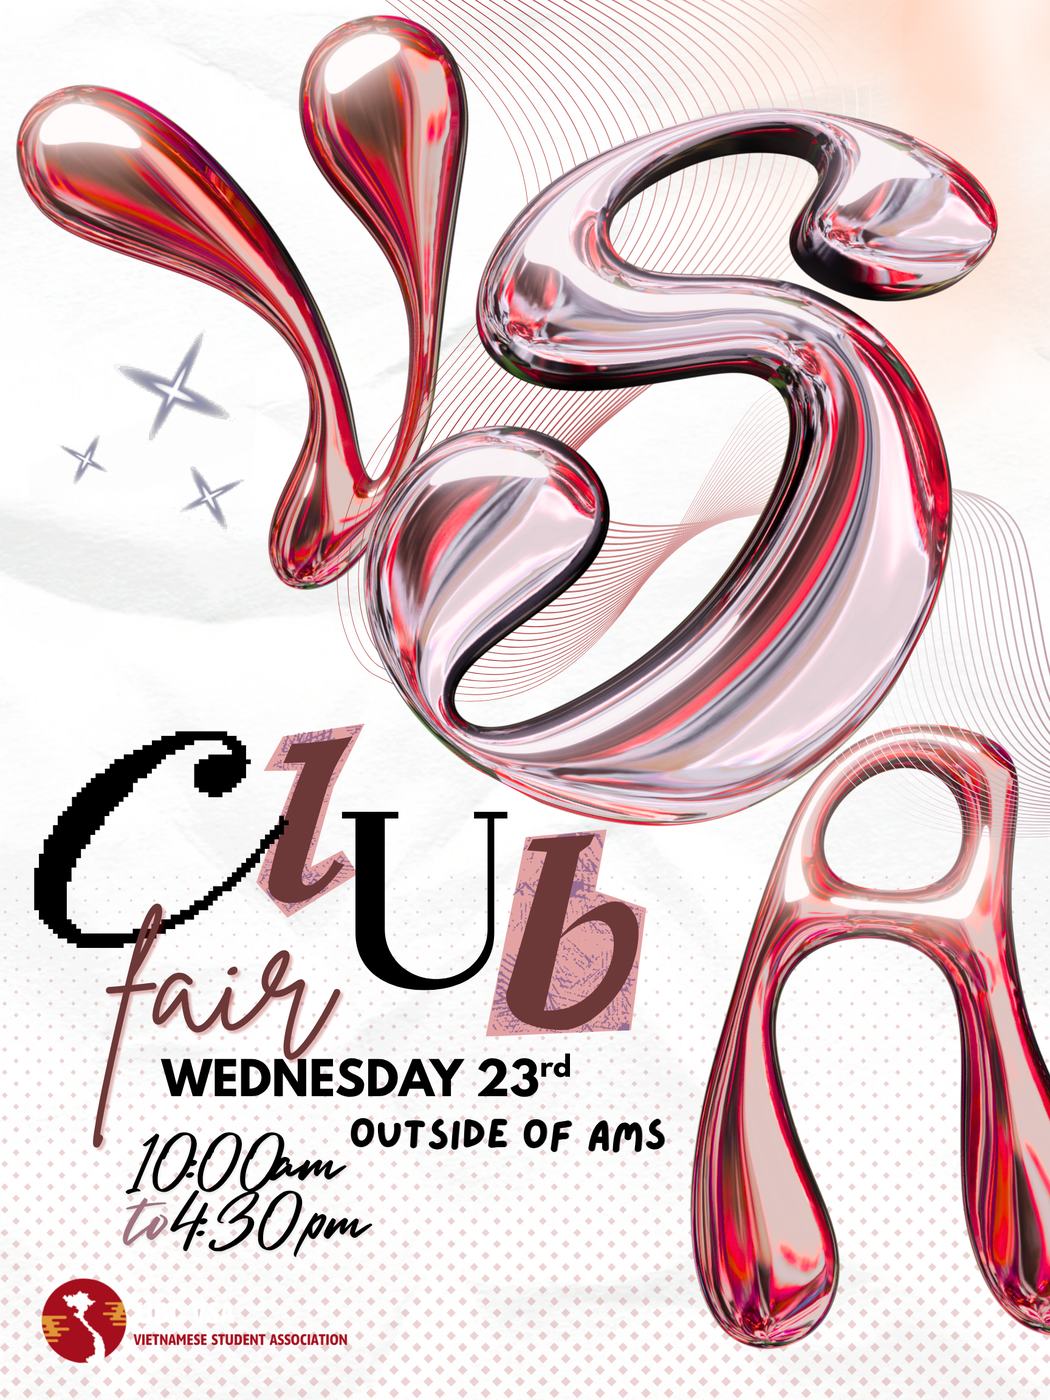 VSA
ClUb
fair
WEDNESDAY 23rd
OUTSIDE OF AMS
10:00am
to 4:30pm
VIETNAMESE STUDENT ASSOCIATION